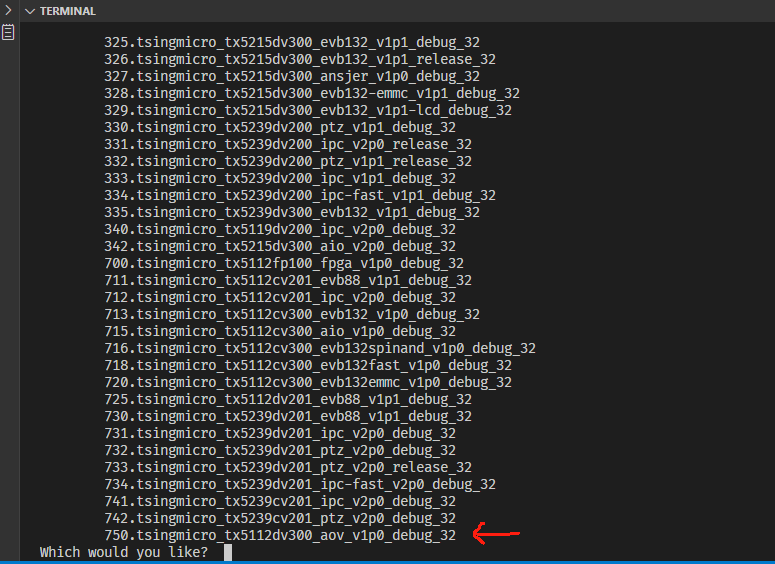 TERMINAL
325.tsingmicro_tx5215dv300_evb132_v1p1_debug_32
326.tsingmicro_tx5215dv300_evb132_v1p1_release_32
327.tsingmicro_tx5215dv300_ansjer_v1p0_debug_32
328.tsingmicro_tx5215dv300_evb132-emmc_v1p1_debug_32
329.tsingmicro_tx5215dv300_evb132_v1p1-lcd_debug_32
330.tsingmicro_tx5239dv200_ptz_v1p1_debug_32
331.tsingmicro_tx5239dv200_ipc_v2p0_release_32
332.tsingmicro_tx5239dv200_ptz_v1p1_release_32
333.tsingmicro_tx5239dv200_ipc_v1p1_debug_32
334.tsingmicro_tx5239dv200_ipc-fast_v1p1_debug_32
335.tsingmicro_tx5239dv300_evb132_v1p1_debug_32
340.tsingmicro_tx5119dv200_ipc_v2p0_debug_32
342.tsingmicro_tx5215dv300_aio_v2p0_debug_32
700.tsingmicro_tx5112fp100_fpga_v1p0_debug_32
711.tsingmicro_tx5112cv201_evb88_v1p1_debug_32
712.tsingmicro_tx5112cv201_ipc_v2p0_debug_32
713.tsingmicro_tx5112cv300_evb132_v1p0_debug_32
715.tsingmicro_tx5112cv300_aio_v1p0_debug_32
716.tsingmicro_tx5112cv300_evb132spinand_v1p0_debug_32
718.tsingmicro_tx5112cv300_evb132fast_v1p0_debug_32
720.tsingmicro_tx5112cv300_evb132emmc_v1p0_debug_32
725.tsingmicro_tx5112dv201_evb88_v1p1_debug_32
730.tsingmicro_tx5239dv201_evb88_v1p1_debug_32
731.tsingmicro_tx5239dv201_ipc_v2p0_debug_32
732.tsingmicro_tx5239dv201_ptz_v2p0_debug_32
733.tsingmicro_tx5239dv201_ptz_v2p0_release_32
734.tsingmicro_tx5239dv201_ipc-fast_v2p0_debug_32
741.tsingmicro_tx5239cv201_ipc_v2p0_debug_32
742.tsingmicro_tx5239cv201_ptz_v2p0_debug_32
750.tsingmicro_tx5112dv300_aov_v1p0_debug_32
Which would you like?